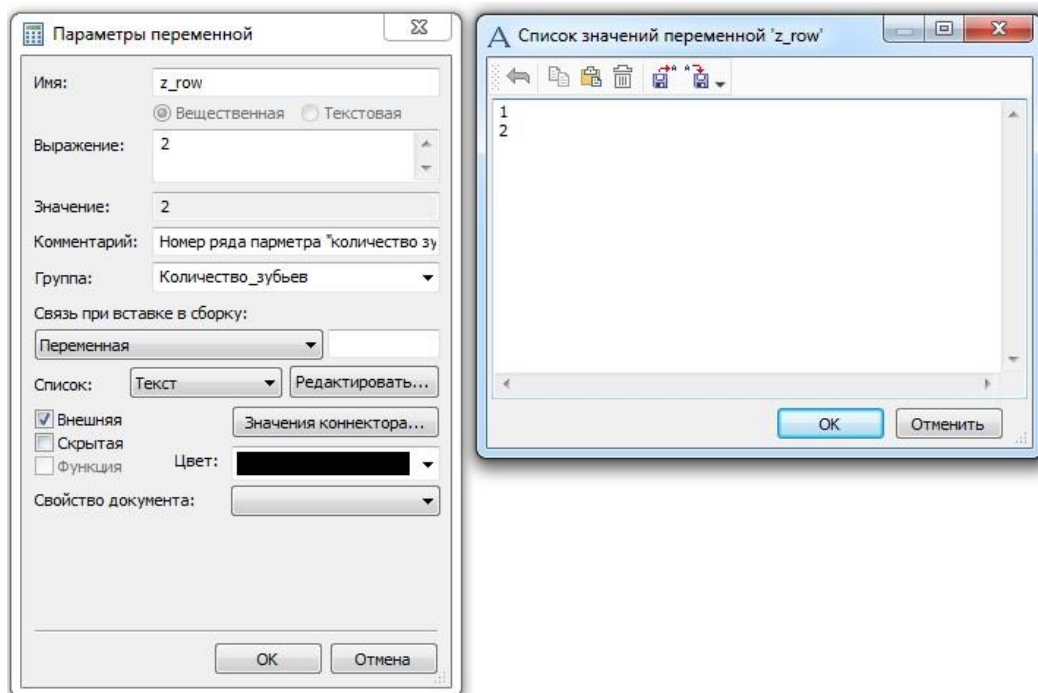 Параметры переменной
Имя: z_row
Вещественная Текстовая
Выражение: 2
Значение: 2
Комментарий: Номер ряда парметра "количество зу
Группа: Количество_зубьев
Связь при вставке в сборку:
Переменная
Список: Текст Редактировать...
Внешняя Значения коннектора...
Скрытая
Функция Цвет:
Свойство документа:
OK Отмена
A Список значений переменной 'z_row'
1
2
OK Отменить